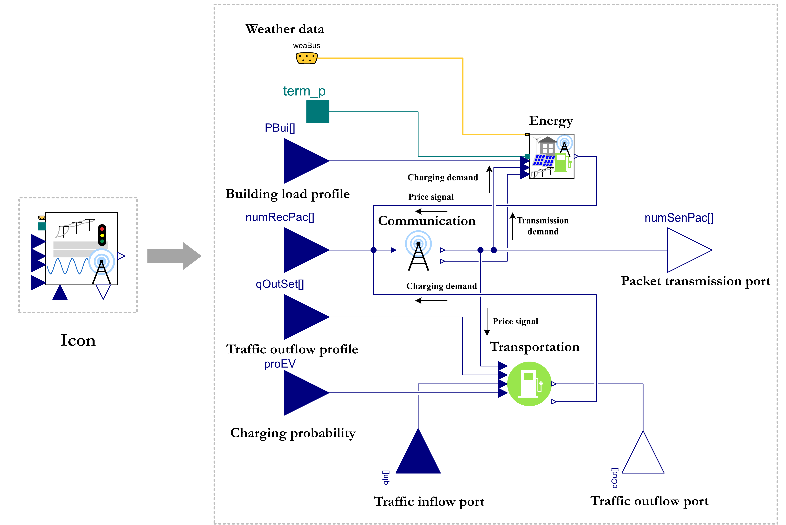 Weather data
weaBus
term_p
Energy
PBui[]
Charging demand
Building load profile
Price signal
numRecPac[]
Communication
Transmission
demand
numSenPac[]
Packet transmission port
qOutSet[]
Charging demand
Price signal
Traffic outflow profile
Transportation
proEV
Icon
Charging probability
qIn[]
qOut[]
Traffic inflow port
Traffic outflow port